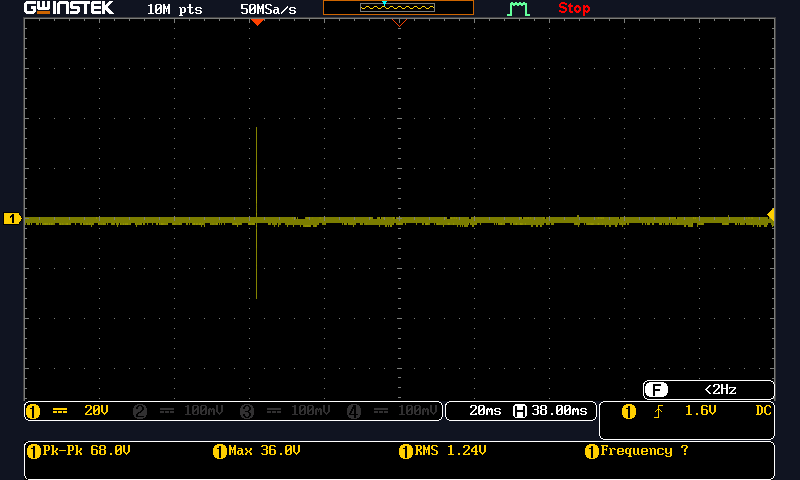 GWINSTEK 10M pts 50MSa/s Stop
1
F <2Hz
1 20V 2 100mV 3 100mV 4 100mV 20ms H 38.00ms 1 1.6V DC
1 Pk-Pk 68.0V 1 Max 36.0V 1 RMS 1.24V 1 Frequency ?